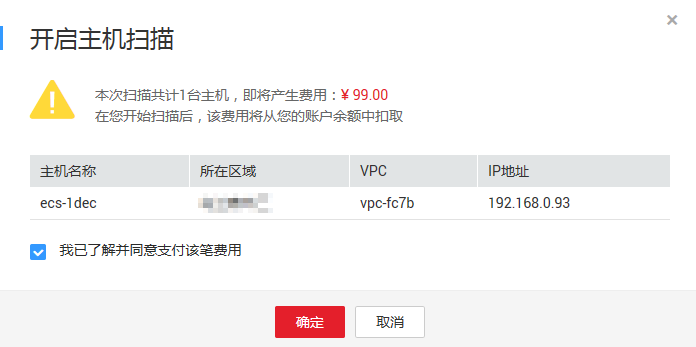 开启主机扫描
本次扫描共计1台主机，即将产生费用：¥ 99.00
在您开始扫描后，该费用将从您的账户余额中扣取
主机名称 所在区域 VPC IP地址
ecs-1dec vpc-fc7b 192.168.0.93
我已了解并同意支付该笔费用
确定 取消